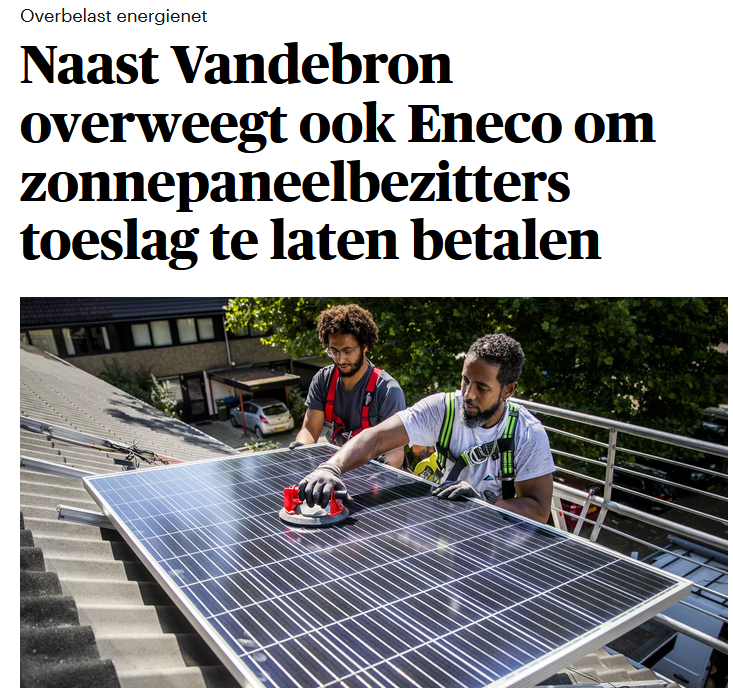 Overbelast energienet
Naast Vandebron
overweegt ook Eneco om
zonnepaneelbezitters
toeslag te laten betalen